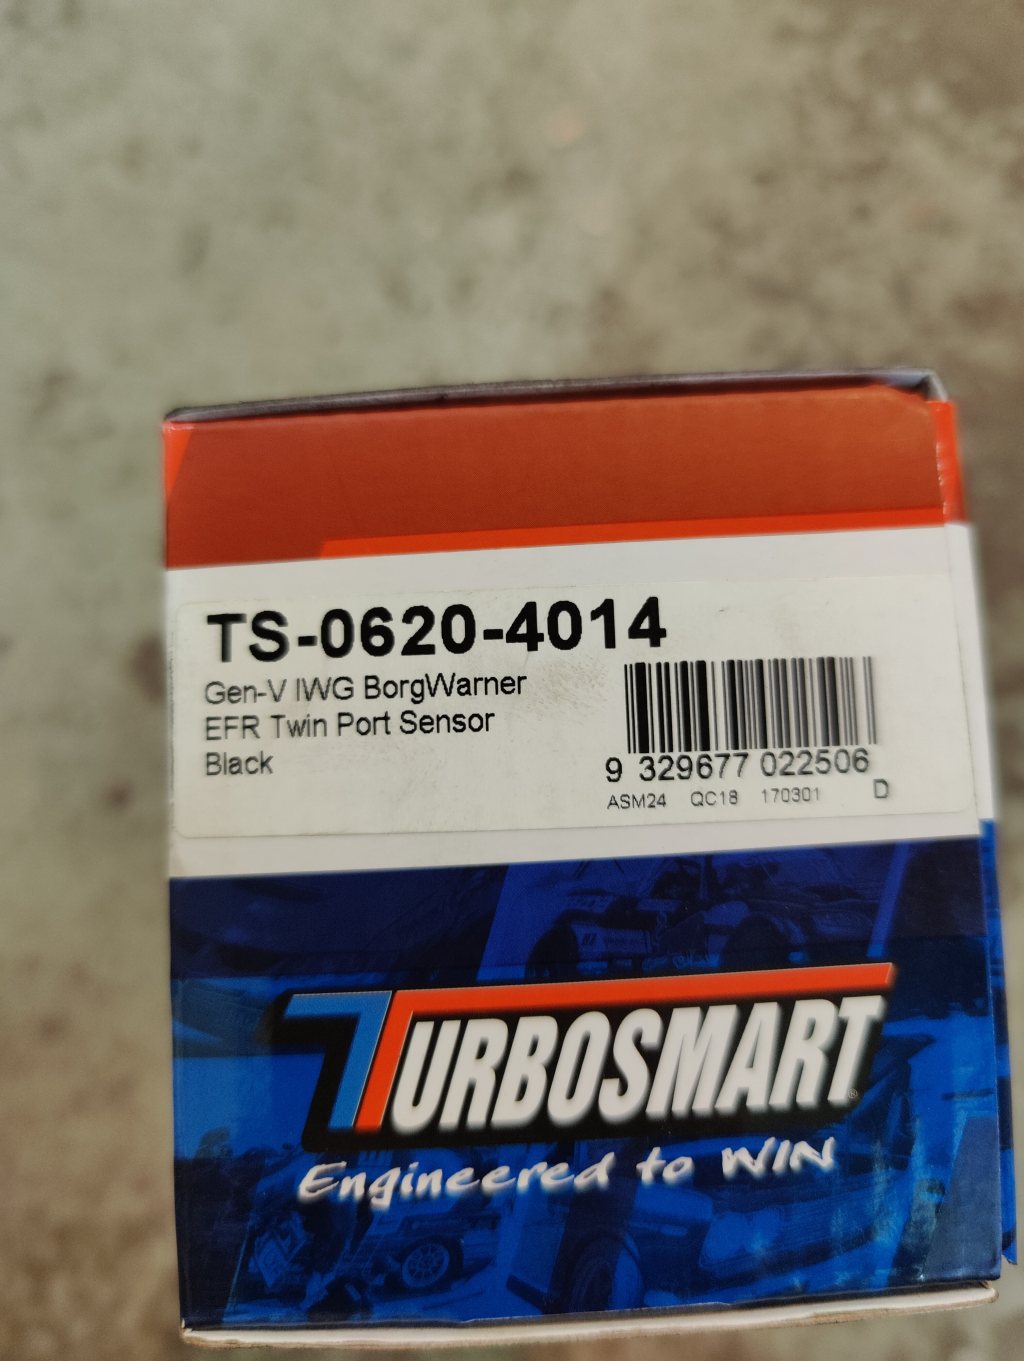 TS-0620-4014
Gen-V IWG BorgWarner
EFR Twin Port Sensor
Black
9 329677 022506
ASM24 QC18 170301 D
TURBOSMART®
Engineered to WIN